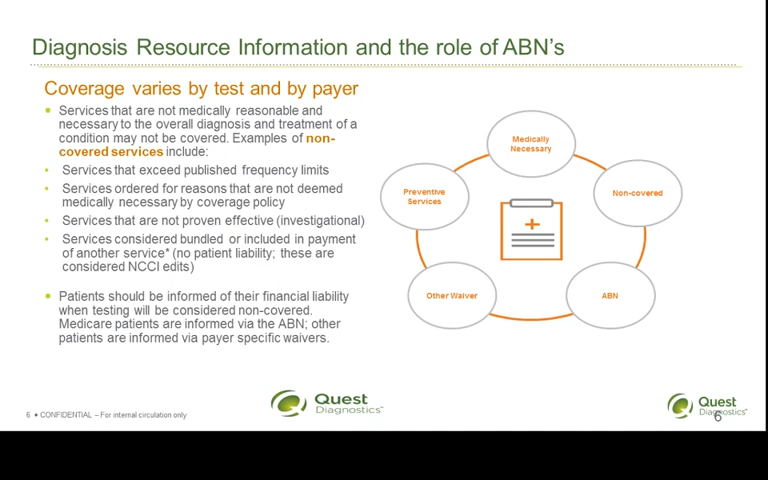 Diagnosis Resource Information and the role of ABN's
Coverage varies by test and by payer
• Services that are not medically reasonable and
necessary to the overall diagnosis and treatment of a
condition may not be covered. Examples of non-
covered services include:
• Services that exceed published frequency limits
• Services ordered for reasons that are not deemed
medically necessary by coverage policy
• Services that are not proven effective (investigational)
• Services considered bundled or included in payment
of another service* (no patient liability; these are
considered NCCI edits)
• Patients should be informed of their financial liability
when testing will be considered non-covered.
Medicare patients are informed via the ABN; other
patients are informed via payer specific waivers.
Medically
Necessary
Preventive
Services
Non-covered
Other Waiver
ABN
6 • CONFIDENTIAL – For internal circulation only
Quest
Diagnostics™
Quest
Diagnostics®
6